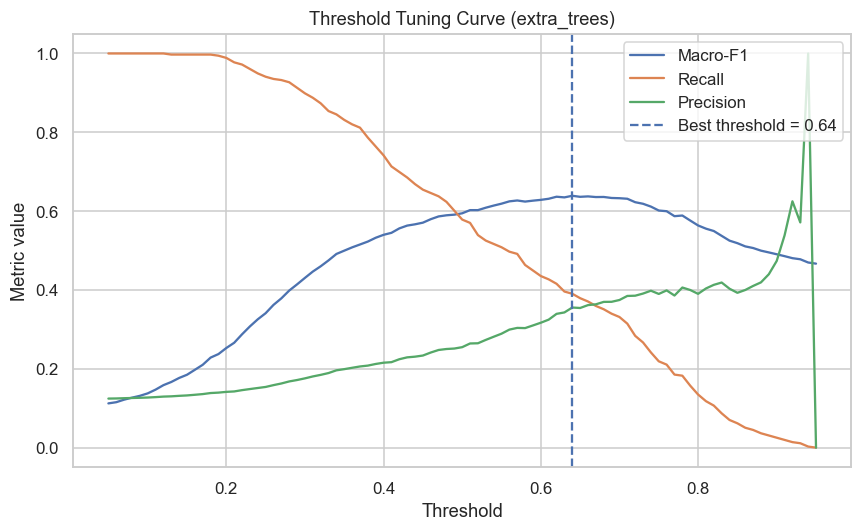 Threshold Tuning Curve (extra_trees)
Macro-F1
Recall
Precision
Best threshold = 0.64
Metric value
1.0
0.8
0.6
0.4
0.2
0.0
0.2 0.4 0.6 0.8
Threshold